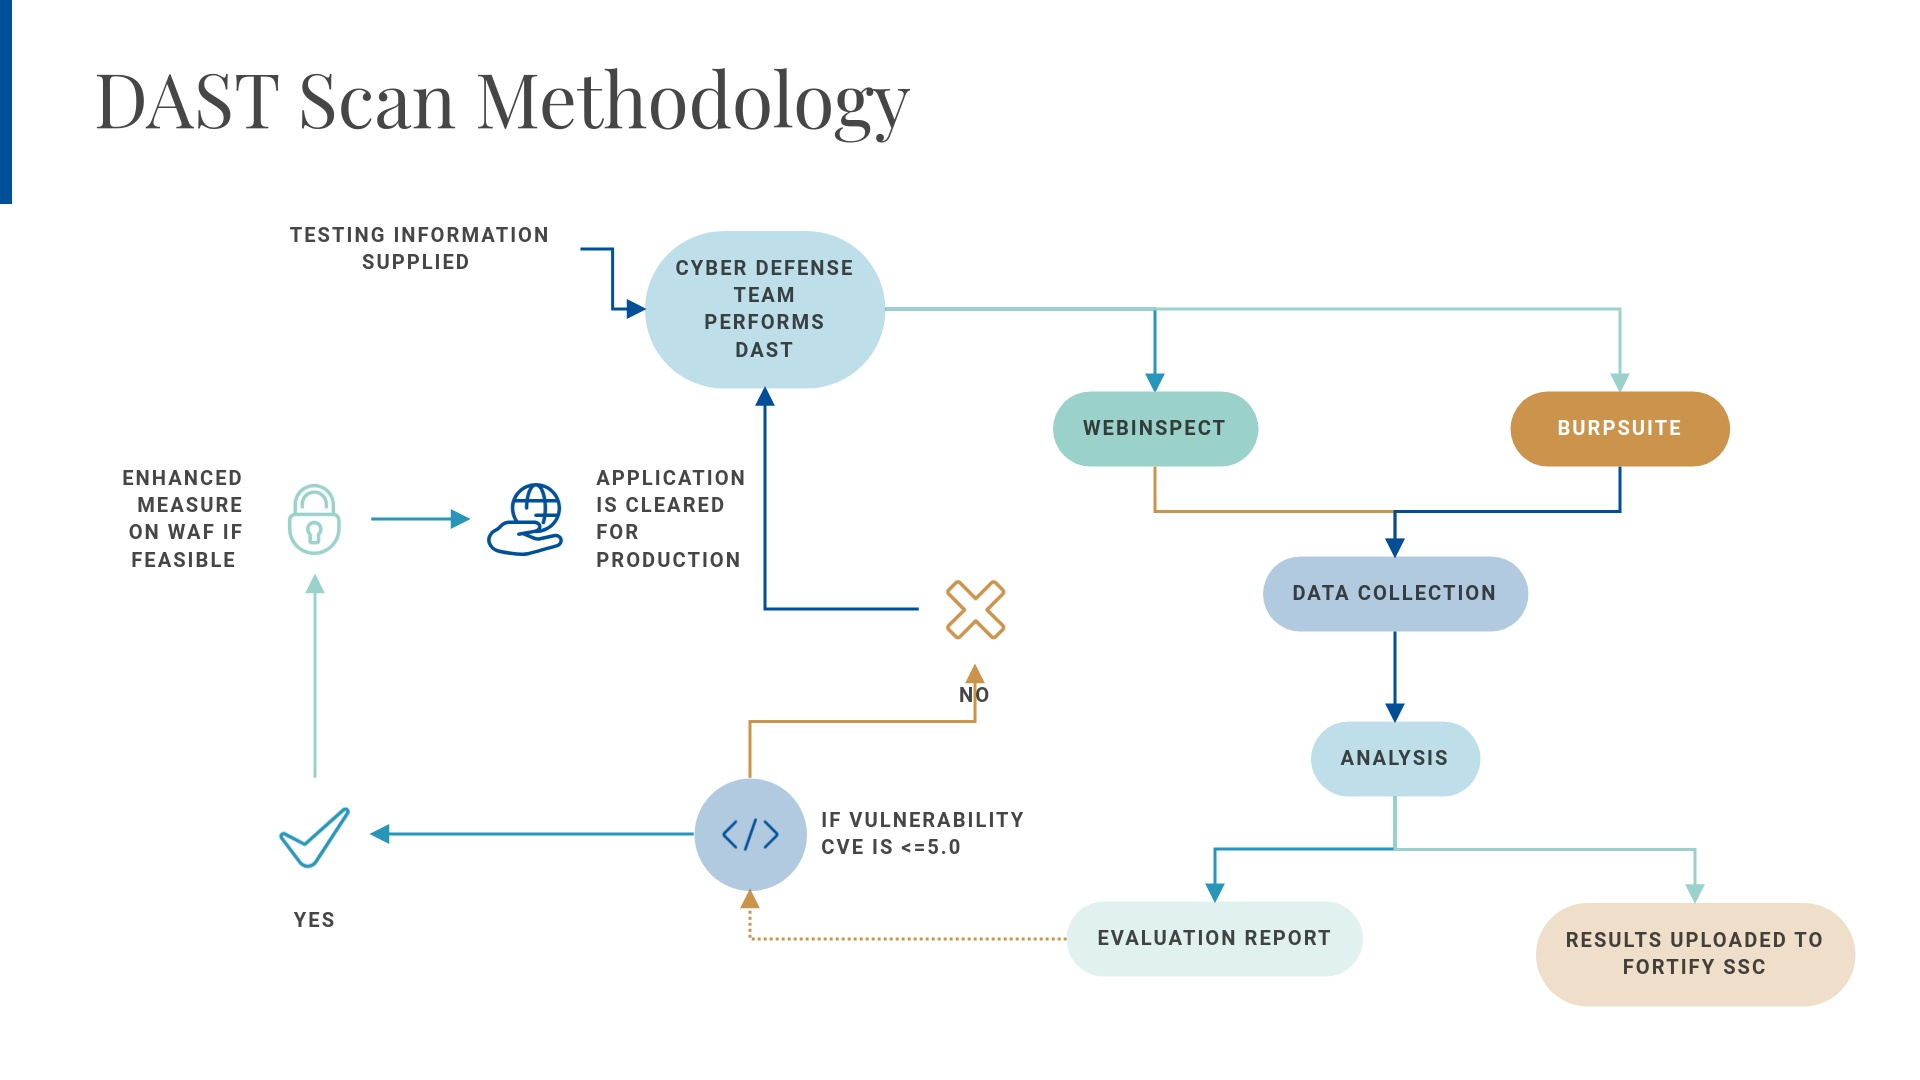 DAST Scan Methodology
TESTING INFORMATION
SUPPLIED
CYBER DEFENSE
TEAM
PERFORMS
DAST
WEBINSPECT
BURPSUITE
ENHANCED
MEASURE
ON WAF IF
FEASIBLE
APPLICATION
IS CLEARED
FOR
PRODUCTION
DATA COLLECTION
NO
ANALYSIS
IF VULNERABILITY
CVE IS <=5.0
YES
EVALUATION REPORT
RESULTS UPLOADED TO
FORTIFY SSC